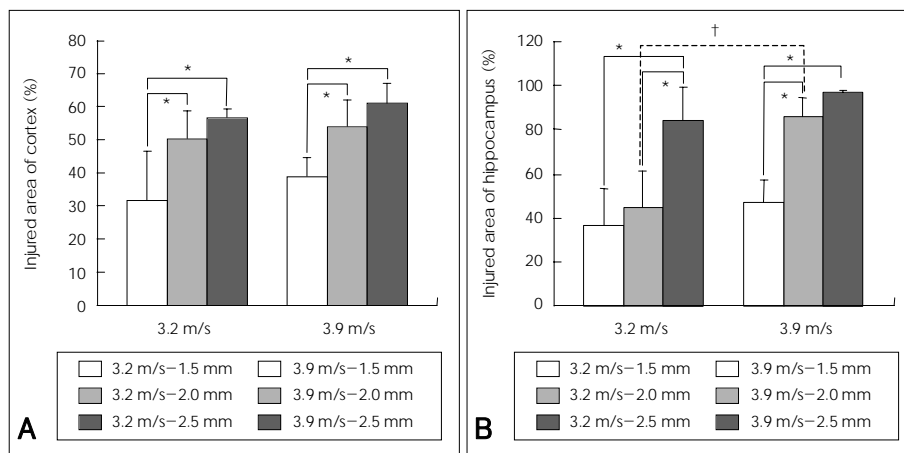 80
70
60
50
40
30
20
10
0
Injured area of cortex (%)
*
*
*
*
3.2 m/s
3.9 m/s
3.2 m/s–1.5 mm
3.9 m/s–1.5 mm
3.2 m/s–2.0 mm
3.9 m/s–2.0 mm
3.2 m/s–2.5 mm
3.9 m/s–2.5 mm
A
120
100
80
60
40
20
0
Injured area of hippocampus (%)
†
*
*
*
*
3.2 m/s
3.9 m/s
3.2 m/s–1.5 mm
3.9 m/s–1.5 mm
3.2 m/s–2.0 mm
3.9 m/s–2.0 mm
3.2 m/s–2.5 mm
3.9 m/s–2.5 mm
B